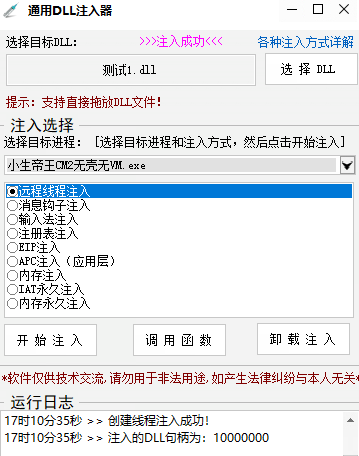 通用DLL注入器
选择目标DLL: >>>注入成功<<< 各种注入方式详解
测试1.dll 选 择 DLL
提示: 支持直接拖放DLL文件!
注入选择
选择目标进程: [选择目标进程和注入方式，然后点击开始注入]
小生帝王CM2无壳无VM.exe
远程线程注入
消息钩子注入
输入法注入
注册表注入
EIP注入
APC注入（应用层）
内存注入
IAT永久注入
内存永久注入
开 始 注 入 调 用 函 数 卸 载 注 入
*软件仅供技术交流,请勿用于非法用途,如产生法律纠纷与本人无关*
运行日志
17时10分35秒 >> 创建线程注入成功!
17时10分35秒 >> 注入的DLL句柄为: 10000000